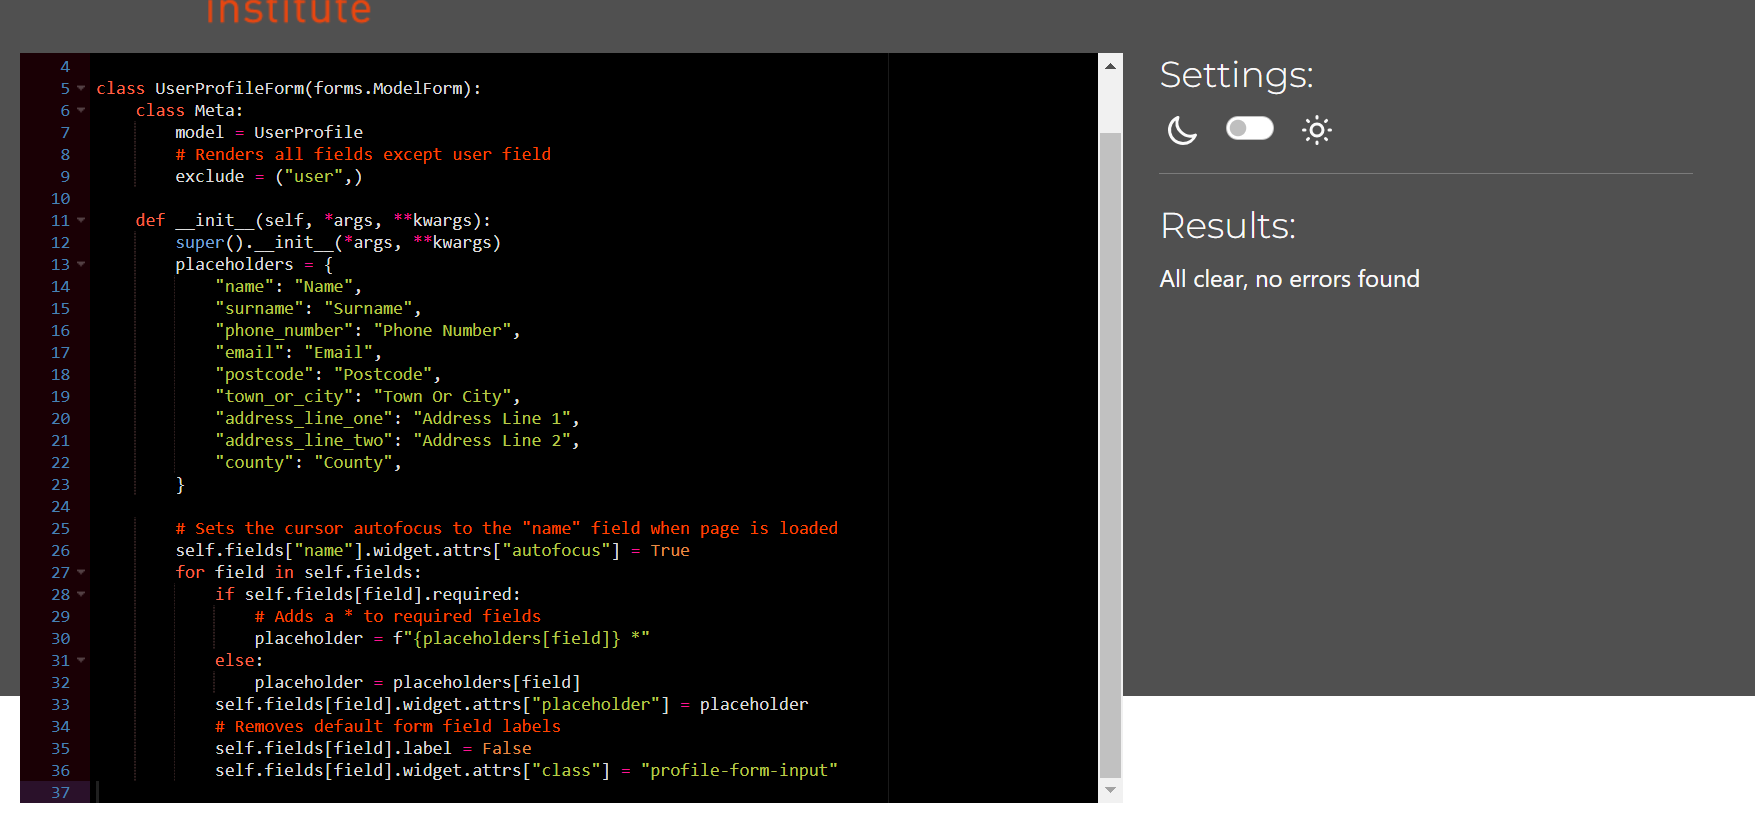 Institute
4
5 class UserProfileForm(forms.ModelForm):
6 class Meta:
7 model = UserProfile
8 # Renders all fields except user field
9 exclude = ("user",)
10
11 def __init__(self, *args, **kwargs):
12 super().__init__(*args, **kwargs)
13 placeholders = {
14 "name": "Name",
15 "surname": "Surname",
16 "phone_number": "Phone Number",
17 "email": "Email",
18 "postcode": "Postcode",
19 "town_or_city": "Town Or City",
20 "address_line_one": "Address Line 1",
21 "address_line_two": "Address Line 2",
22 "county": "County",
23 }
24
25 # Sets the cursor autofocus to the "name" field when page is loaded
26 self.fields["name"].widget.attrs["autofocus"] = True
27 for field in self.fields:
28 if self.fields[field].required:
29 # Adds a * to required fields
30 placeholder = f"{placeholders[field]} *"
31 else:
32 placeholder = placeholders[field]
33 self.fields[field].widget.attrs["placeholder"] = placeholder
34 # Removes default form field labels
35 self.fields[field].label = False
36 self.fields[field].widget.attrs["class"] = "profile-form-input"
37
Settings:
Results:
All clear, no errors found